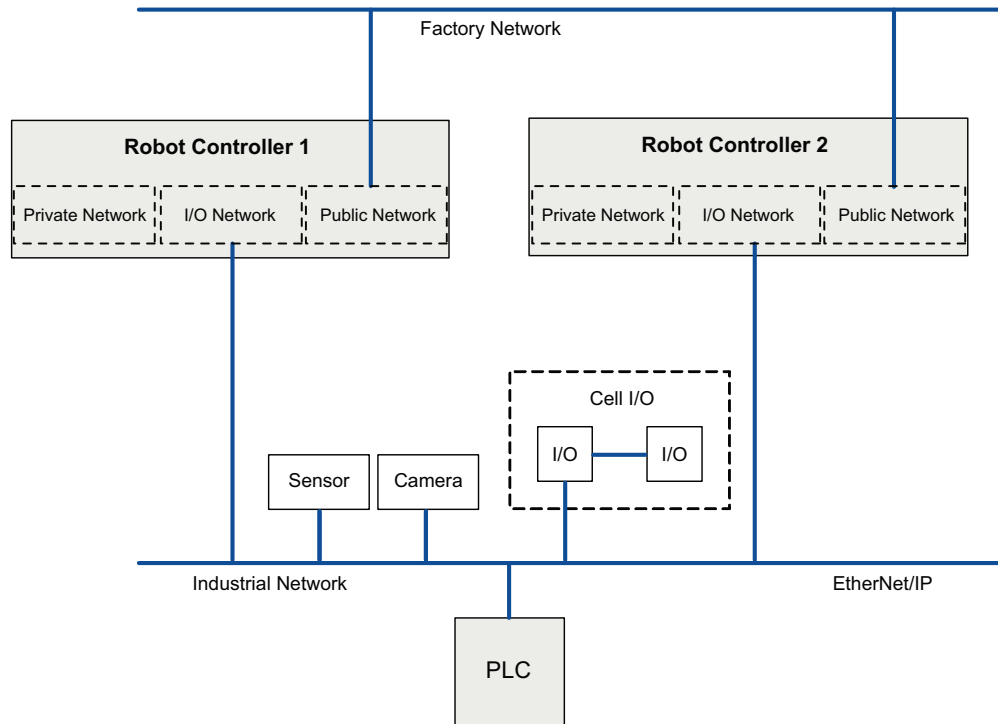 Factory Network
Robot Controller 1
Private Network
I/O Network
Public Network
Robot Controller 2
Private Network
I/O Network
Public Network
Cell I/O
I/O
I/O
Sensor
Camera
Industrial Network
EtherNet/IP
PLC